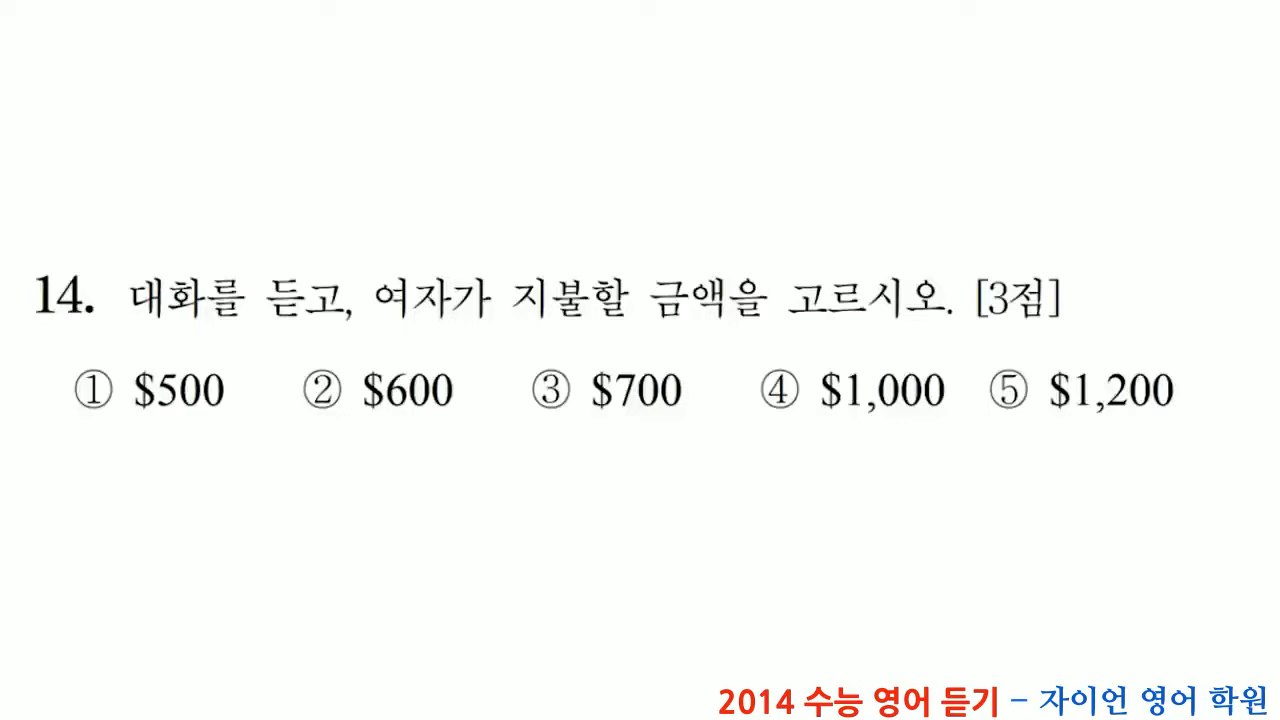 14. 대화를 듣고, 여자가 지불할 금액을 고르시오. [3점]
① $500 ② $600 ③ $700 ④ $1,000 ⑤ $1,200
2014 수능 영어 듣기 – 자이언 영어 학원